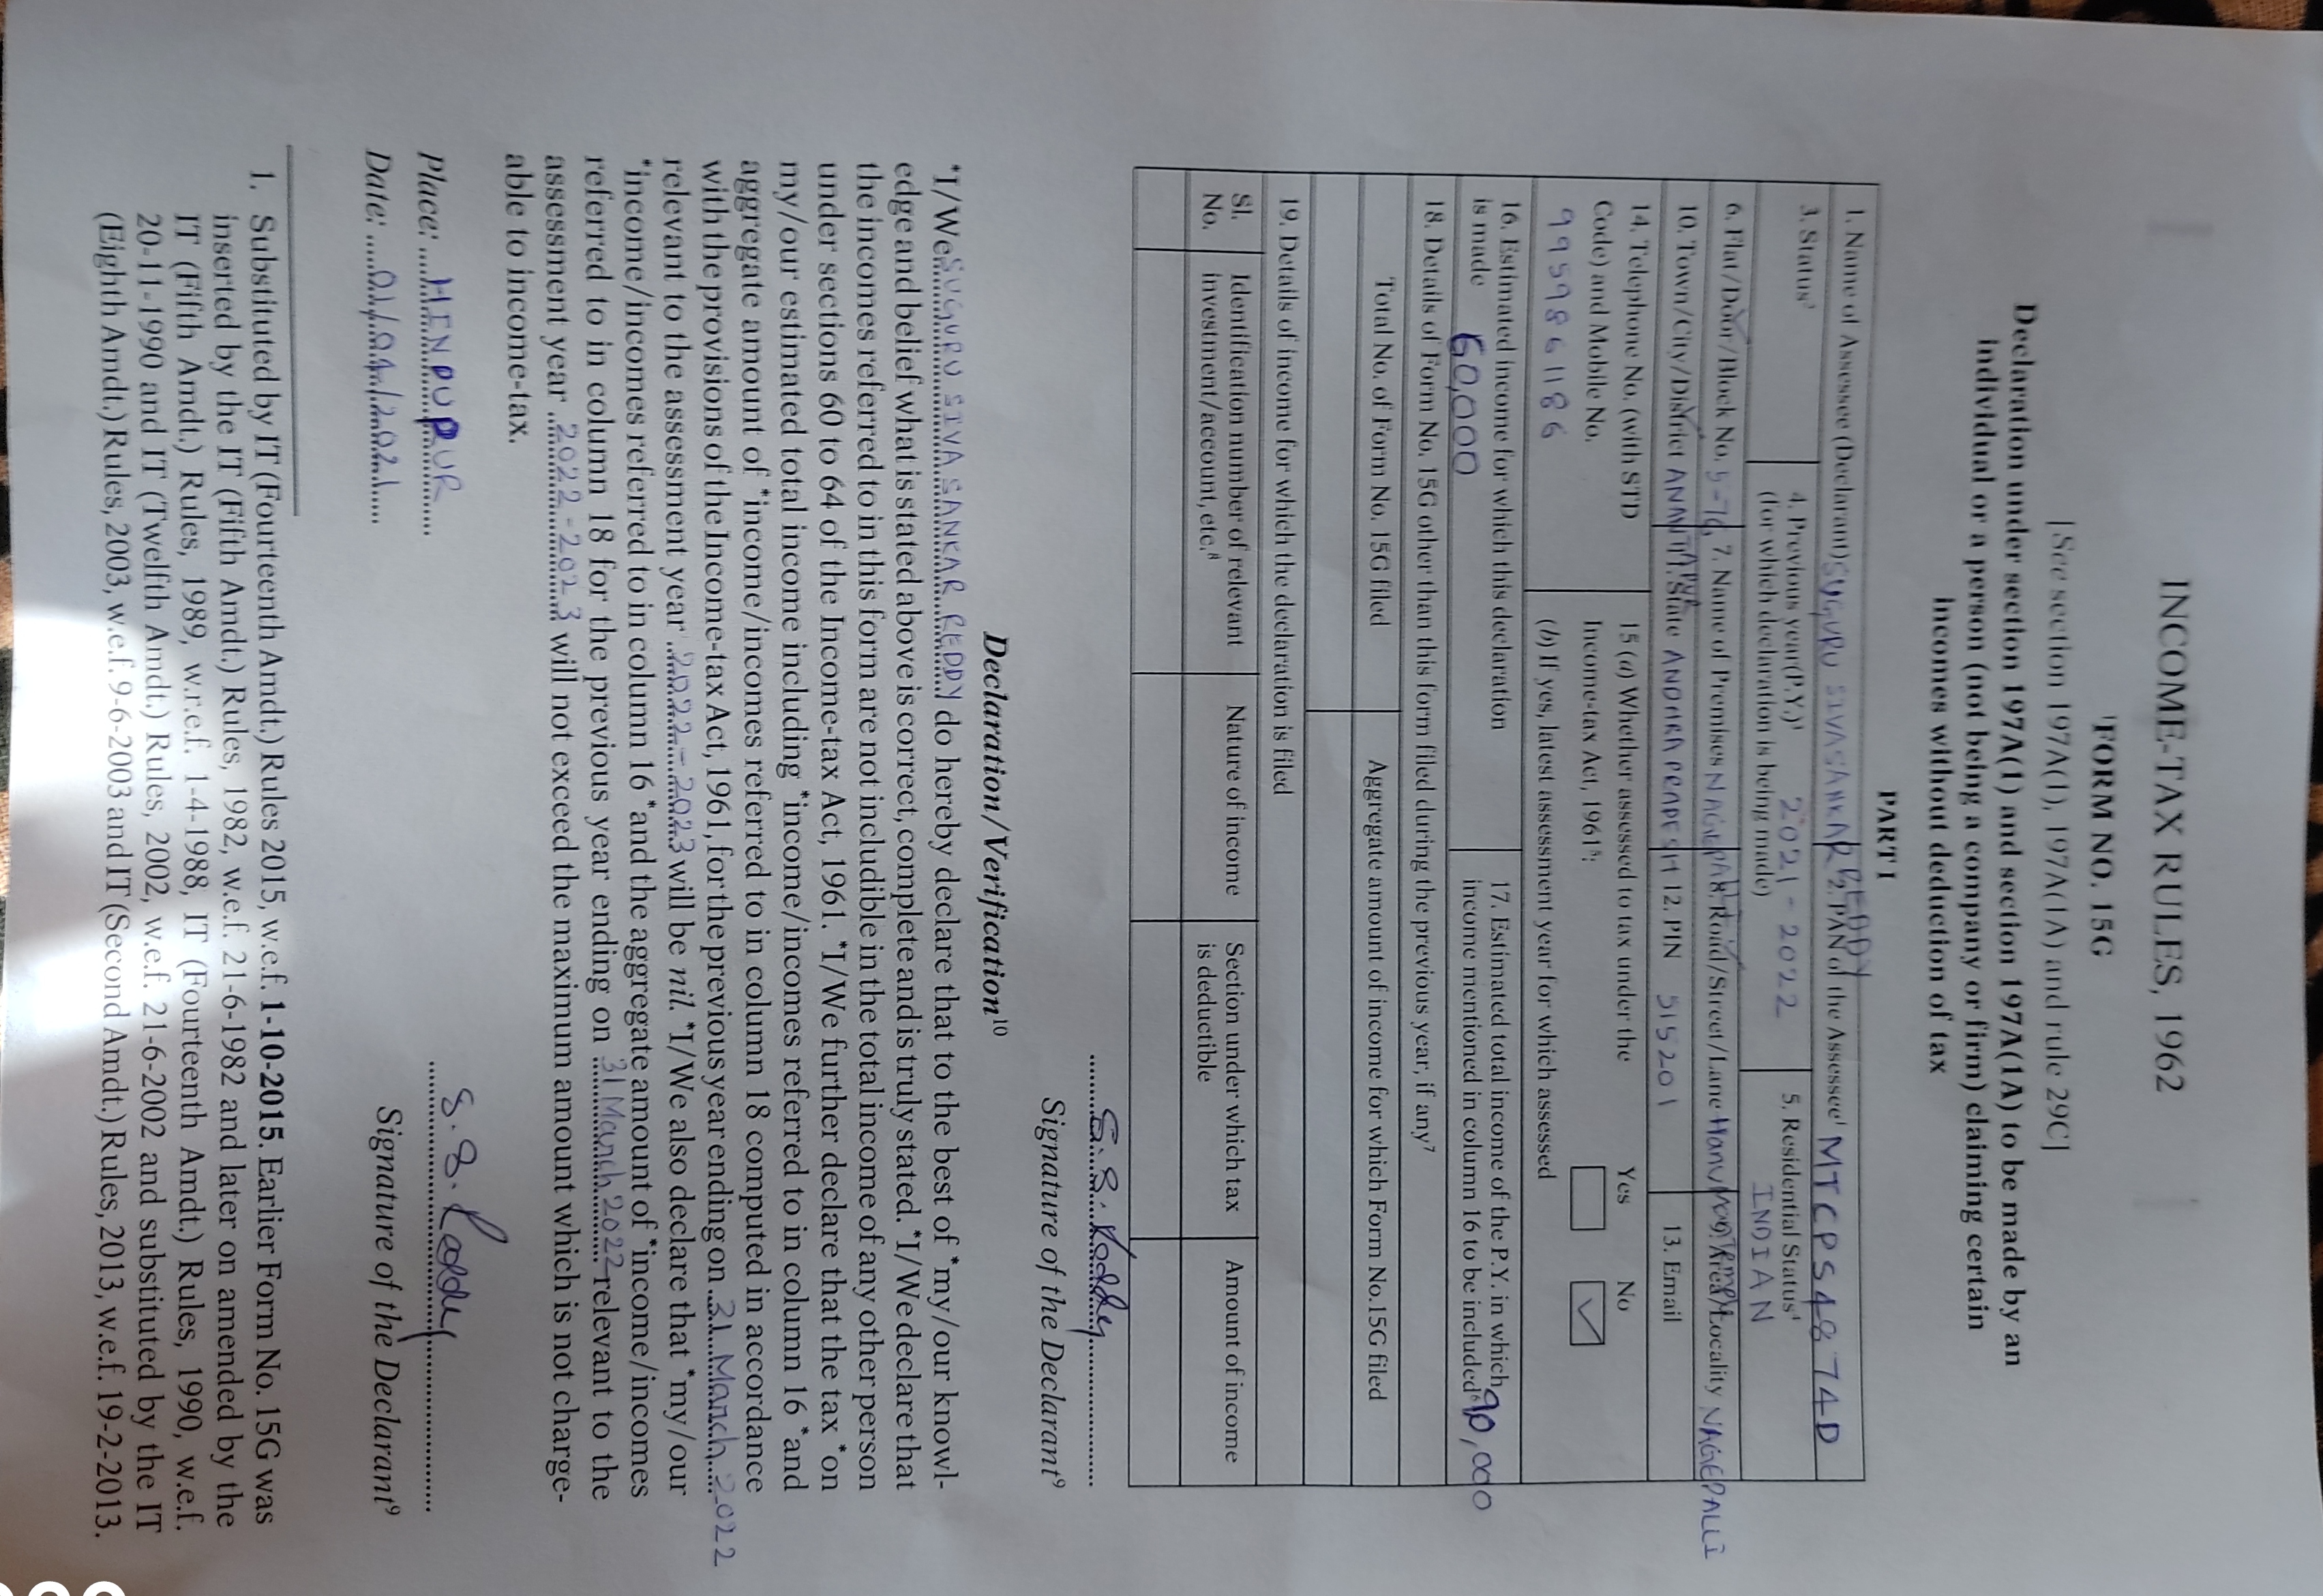 INCOME-TAX RULES, 1962
¹FORM NO. 15G
[See section 197A(1), 197A(1A) and rule 29C]
Declaration under section 197A(1) and section 197A(1A) to be made by an
individual or a person (not being a company or firm) claiming certain
incomes without deduction of tax
PART I
1. Name of Assessee (Declarant) SUGURU SIVA SANKAR REDDY 2. PAN of the Assessee¹ MTCPS4874D
3. Status² 4. Previous year(P.Y.)³ 2021-2022 5. Residential Status⁴
(for which declaration is being made) INDIAN
6. Flat/Door/Block No. 5-76, 7. Name of Premises 8. Road/Street/Lane 9. Area/Locality NAGEPALLI
10. Town/City/District ANANTAPUR 11. State ANDHRA PRADESH 12. PIN 515201 13. Email
14. Telephone No. (with STD 15 (a) Whether assessed to tax under the Yes No
Code) and Mobile No. Income-tax Act, 1961⁵:
9959861186 (b) If yes, latest assessment year for which assessed
16. Estimated income for which this declaration 17. Estimated total income of the P.Y. in which
is made 60,000 income mentioned in column 16 to be included⁶ 90,000
18. Details of Form No. 15G other than this form filed during the previous year, if any⁷
Total No. of Form No. 15G filed Aggregate amount of income for which Form No.15G filed
19. Details of income for which the declaration is filed
Sl. Identification number of relevant Nature of income Section under which tax Amount of income
No. investment/account, etc.⁸ is deductible
S.S. Reddy
Signature of the Declarant⁹
Declaration/Verification¹⁰
*I/We SUGURU SIVA SANKAR REDDY do hereby declare that to the best of *my/our knowl-
edge and belief what is stated above is correct, complete and is truly stated. *I/We declare that
the incomes referred to in this form are not includible in the total income of any other person
under sections 60 to 64 of the Income-tax Act, 1961. *I/We further declare that the tax *on
my/our estimated total income including *income/incomes referred to in column 16 *and
aggregate amount of *income/incomes referred to in column 18 computed in accordance
with the provisions of the Income-tax Act, 1961, for the previous year ending on 31 March 2022
relevant to the assessment year 2022-2023 will be nil. *I/We also declare that *my/our
*income/incomes referred to in column 16 *and the aggregate amount of *income/incomes
referred to in column 18 for the previous year ending on 31 March 2022 relevant to the
assessment year 2022-2023 will not exceed the maximum amount which is not charge-
able to income-tax.
Place: HINDUPUR
Date: 01/04/2021
S.S. Reddy
Signature of the Declarant⁹
1. Substituted by IT (Fourteenth Amdt.) Rules 2015, w.e.f. 1-10-2015. Earlier Form No. 15G was
inserted by the IT (Fifth Amdt.) Rules, 1982, w.e.f. 21-6-1982 and later on amended by the
IT (Fifth Amdt.) Rules, 1989, w.r.e.f. 1-4-1988, IT (Fourteenth Amdt.) Rules, 1990, w.e.f.
20-11-1990 and IT (Twelfth Amdt.) Rules, 2002, w.e.f. 21-6-2002 and substituted by the IT
(Eighth Amdt.) Rules, 2003, w.e.f. 9-6-2003 and IT (Second Amdt.) Rules, 2013, w.e.f. 19-2-2013.